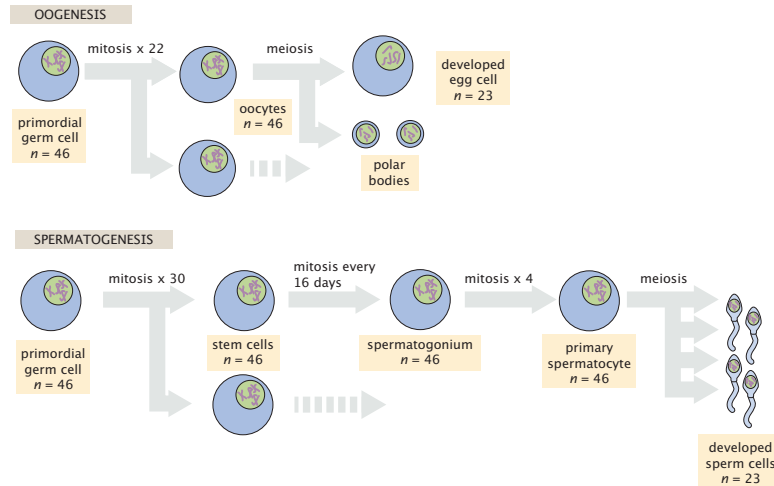 OOGENESIS
mitosis x 22
meiosis
primordial
germ cell
n = 46
oocytes
n = 46
developed
egg cell
n = 23
polar
bodies
SPERMATOGENESIS
mitosis x 30
mitosis every
16 days
mitosis x 4
meiosis
primordial
germ cell
n = 46
stem cells
n = 46
spermatogonium
n = 46
primary
spermatocyte
n = 46
developed
sperm cells
n = 23